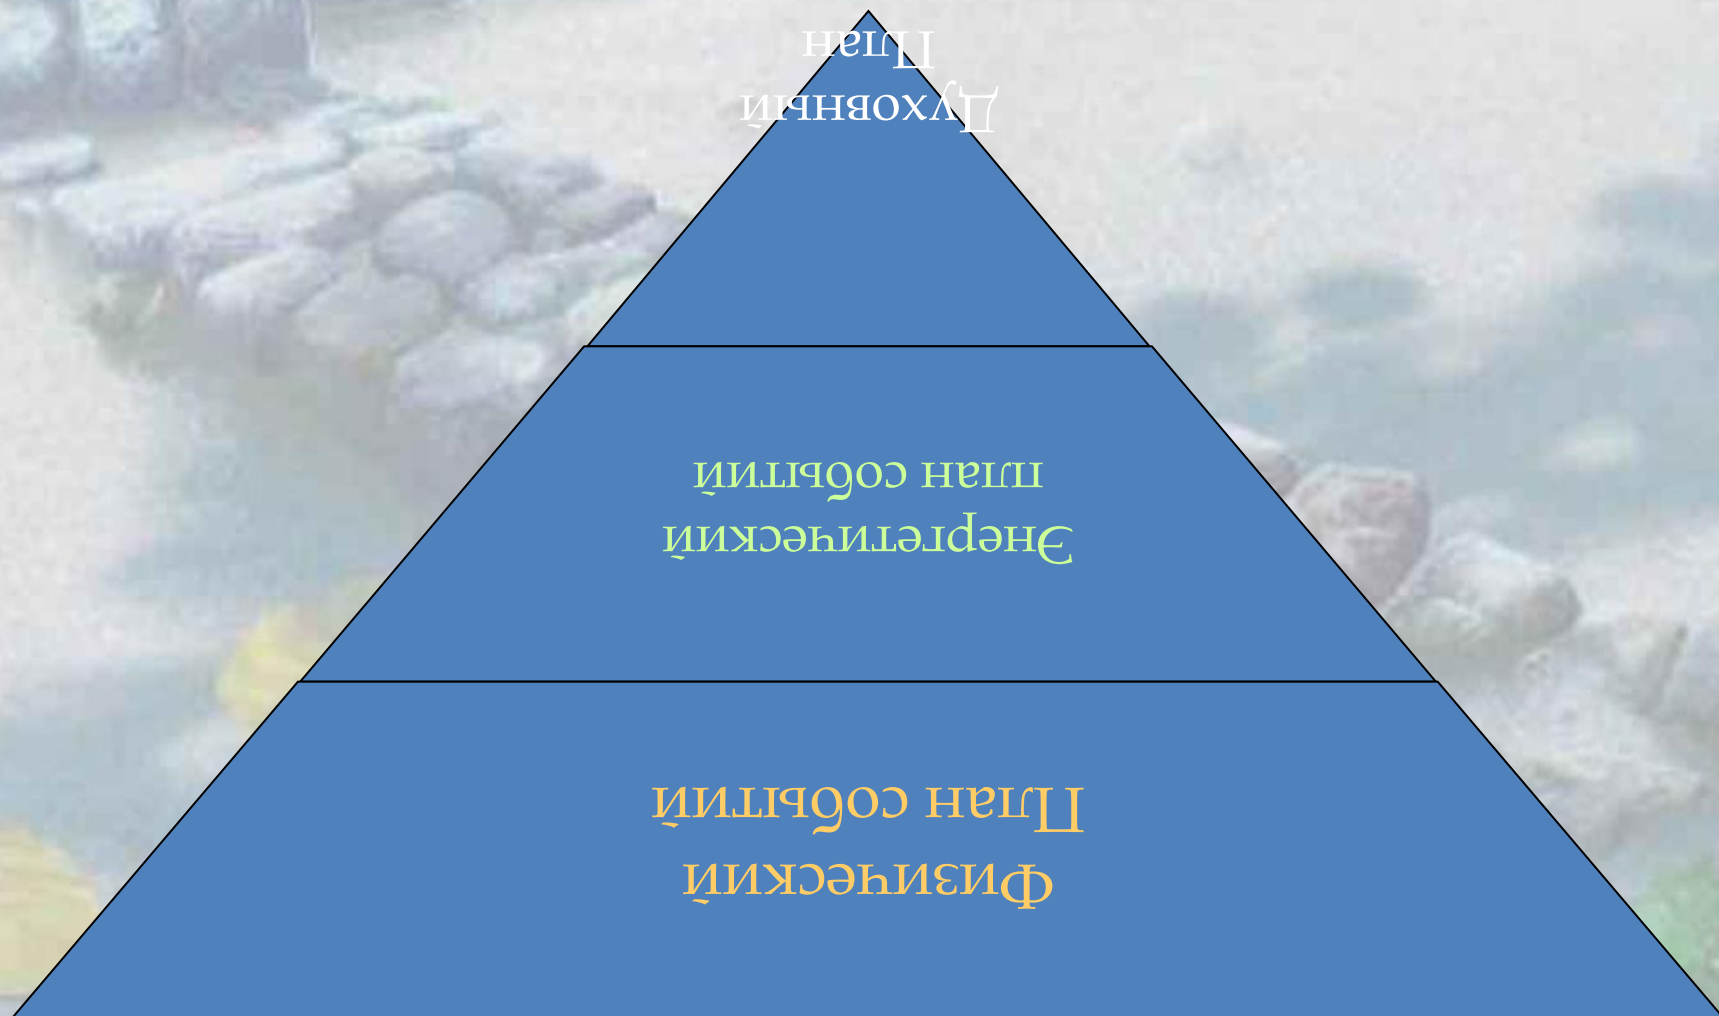 Физический
План событий
Энергетический
план событий
Духовный
План